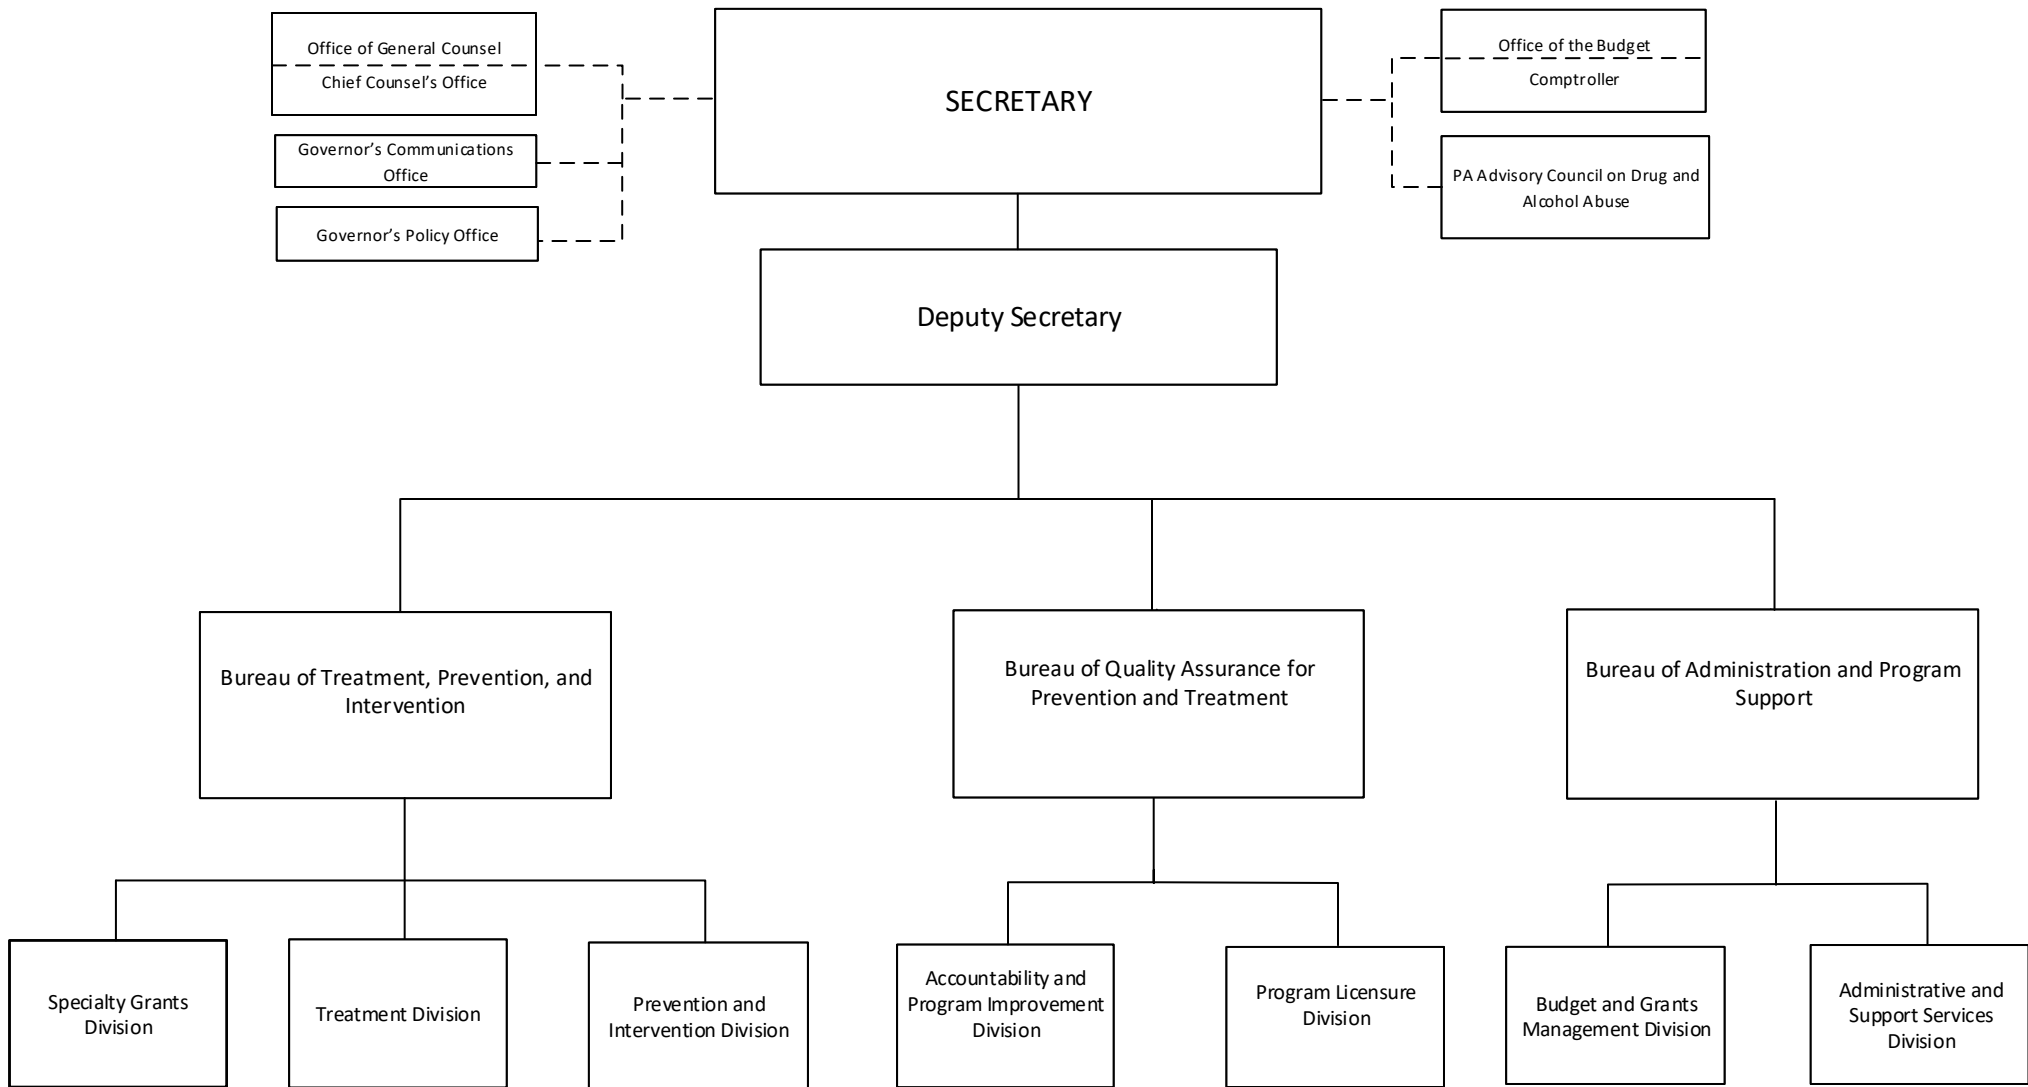 Office of General Counsel
Chief Counsel's Office
Governor's Communications
Office
Governor's Policy Office
SECRETARY
Office of the Budget
Comptroller
PA Advisory Council on Drug and
Alcohol Abuse
Deputy Secretary
Bureau of Treatment, Prevention, and
Intervention
Bureau of Quality Assurance for
Prevention and Treatment
Bureau of Administration and Program
Support
Specialty Grants
Division
Treatment Division
Prevention and
Intervention Division
Accountability and
Program Improvement
Division
Program Licensure
Division
Budget and Grants
Management Division
Administrative and
Support Services
Division